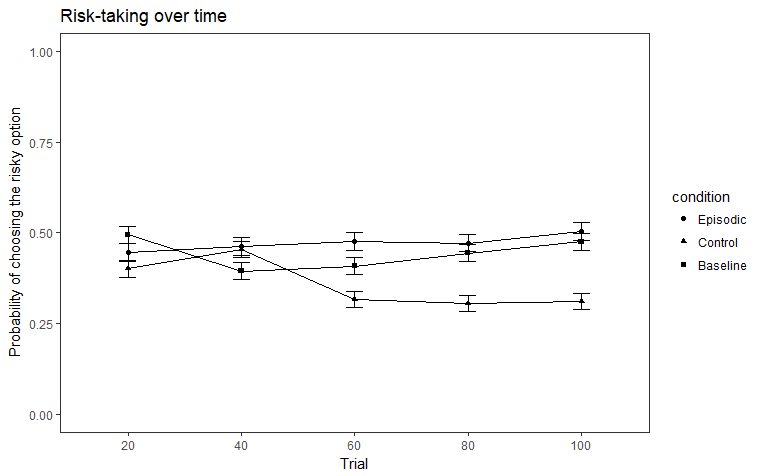 Risk-taking over time
1.00
0.75
0.50
0.25
0.00
Probability of choosing the risky option
20 40 60 80 100
Trial
condition
Episodic
Control
Baseline